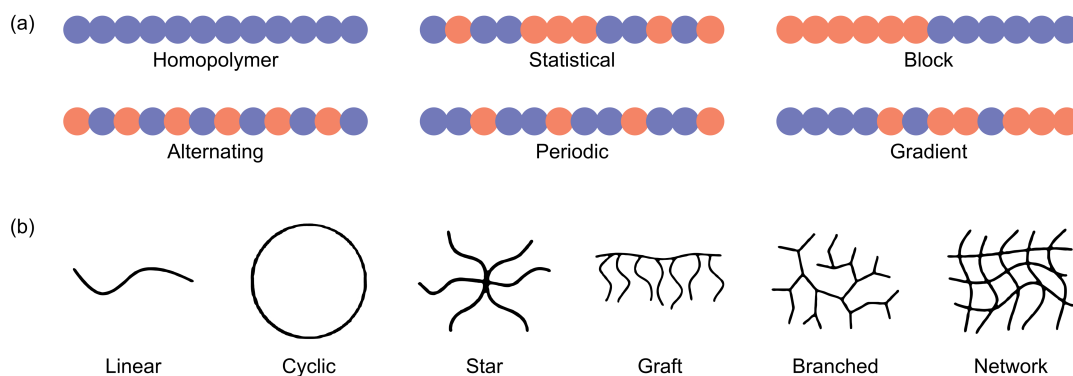 (a)
Homopolymer Statistical Block
Alternating Periodic Gradient
(b)
Linear Cyclic Star Graft Branched Network